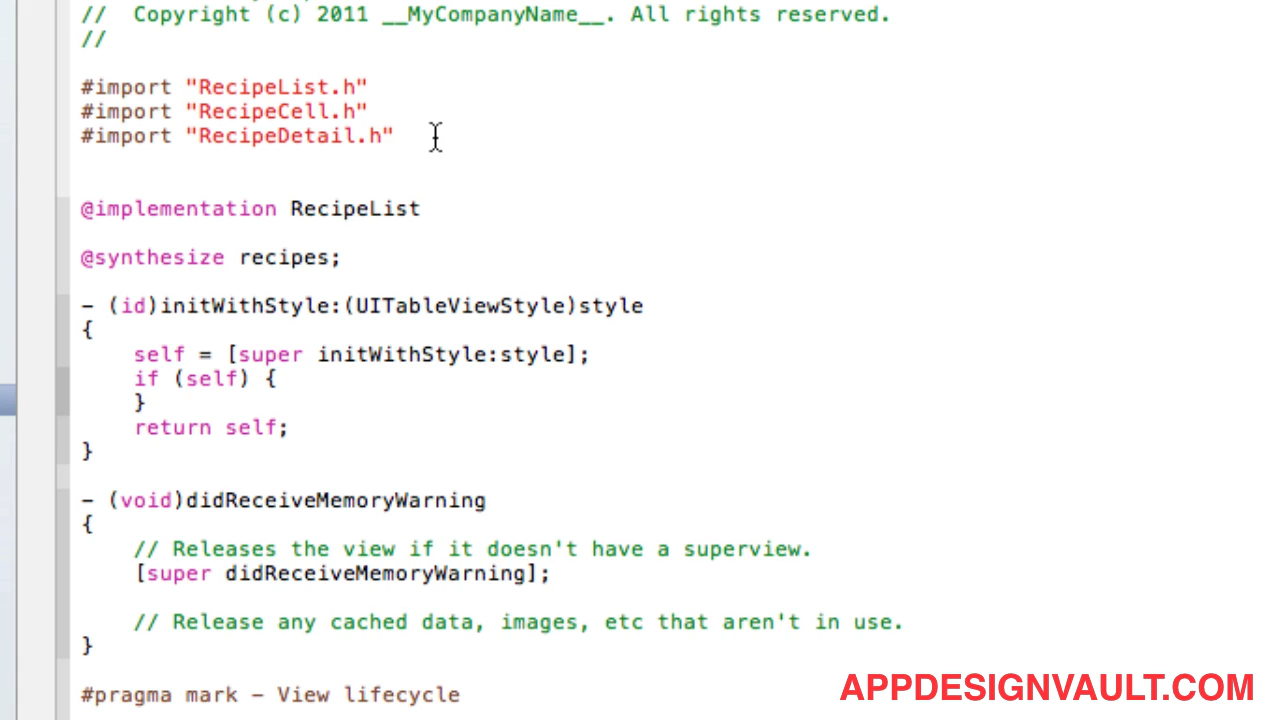 // Copyright (c) 2011 __MyCompanyName__. All rights reserved.
//
#import "RecipeList.h"
#import "RecipeCell.h"
#import "RecipeDetail.h"
@implementation RecipeList
@synthesize recipes;
- (id)initWithStyle:(UITableViewStyle)style
{
self = [super initWithStyle:style];
if (self) {
}
return self;
}
- (void)didReceiveMemoryWarning
{
// Releases the view if it doesn't have a superview.
[super didReceiveMemoryWarning];
// Release any cached data, images, etc that aren't in use.
}
#pragma mark - View lifecycle
APPDESIGNVAULT.COM